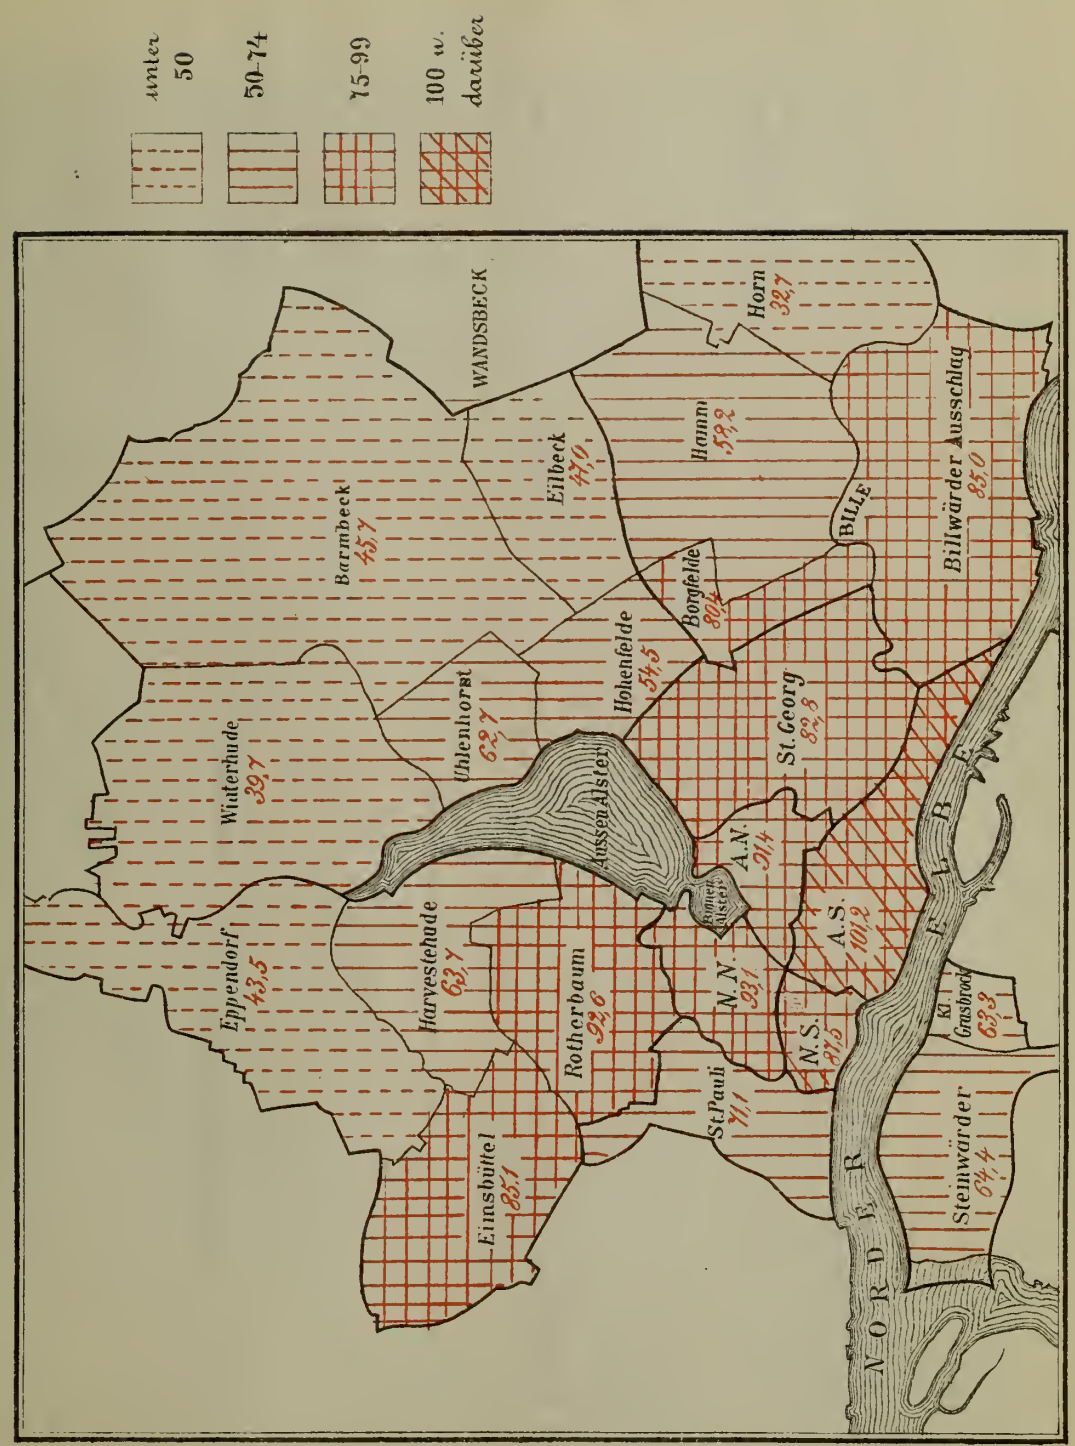 unter
50
50-74
75-99
100 u.
darüber
WANDSBECK
Horn
32,7
Barmbeck
45,7
Eilbeck
47,0
Hamm
58,2
Billwärder Ausschlag
85,0
BILLE
Borgfelde
80,4
Hohenfelde
54,5
Uhlenhorst
62,7
Winterhude
39,7
St. Georg
82,8
Aussen Alster
Binnen
Alster
A.N.
91,4
A.S.
101,2
N.N.
93,1
N.S.
87,5
Eppendorf
43,5
Harvestehude
63,7
Rotherbaum
92,6
Eimsbüttel
85,1
St. Pauli
71,1
Kl.
Grasbrook
63,3
Steinwärder
64,4
NORDER ELBE